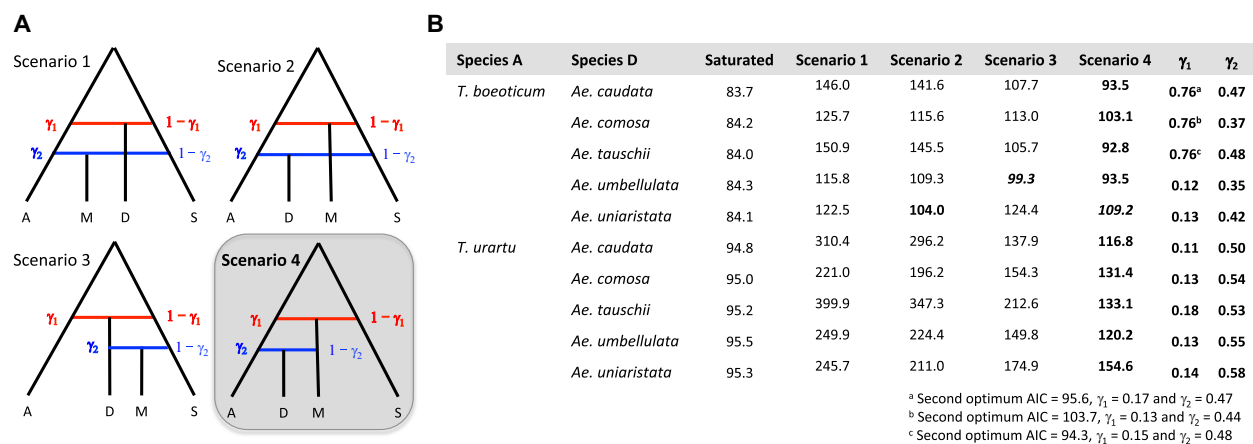 A
Scenario 1
γ1
1 − γ1
γ2
1 − γ2
A M D S
Scenario 2
γ1
1 − γ1
γ2
1 − γ2
A D M S
Scenario 3
γ1
1 − γ1
γ2
1 − γ2
A D M S
Scenario 4
γ1
1 − γ1
γ2
1 − γ2
A D M S
B
Species A Species D Saturated Scenario 1 Scenario 2 Scenario 3 Scenario 4 γ1 γ2
T. boeoticum Ae. caudata 83.7 146.0 141.6 107.7 93.5 0.76a 0.47
Ae. comosa 84.2 125.7 115.6 113.0 103.1 0.76b 0.37
Ae. tauschii 84.0 150.9 145.5 105.7 92.8 0.76c 0.48
Ae. umbellulata 84.3 115.8 109.3 99.3 93.5 0.12 0.35
Ae. uniaristata 84.1 122.5 104.0 124.4 109.2 0.13 0.42
T. urartu Ae. caudata 94.8 310.4 296.2 137.9 116.8 0.11 0.50
Ae. comosa 95.0 221.0 196.2 154.3 131.4 0.13 0.54
Ae. tauschii 95.2 399.9 347.3 212.6 133.1 0.18 0.53
Ae. umbellulata 95.5 249.9 224.4 149.8 120.2 0.13 0.55
Ae. uniaristata 95.3 245.7 211.0 174.9 154.6 0.14 0.58
a Second optimum AIC = 95.6, γ1 = 0.17 and γ2 = 0.47
b Second optimum AIC = 103.7, γ1 = 0.13 and γ2 = 0.44
c Second optimum AIC = 94.3, γ1 = 0.15 and γ2 = 0.48